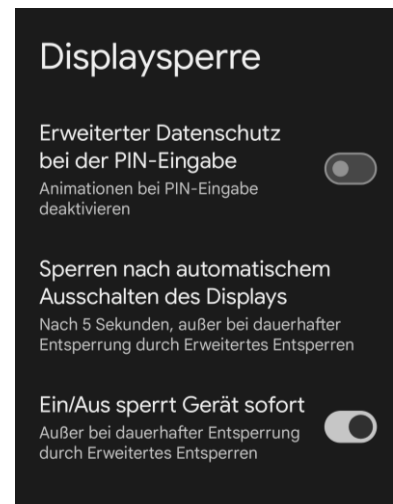 Displaysperre
Erweiterter Datenschutz
bei der PIN-Eingabe
Animationen bei PIN-Eingabe
deaktivieren
Sperren nach automatischem
Ausschalten des Displays
Nach 5 Sekunden, außer bei dauerhafter
Entsperrung durch Erweitertes Entsperren
Ein/Aus sperrt Gerät sofort
Außer bei dauerhafter Entsperrung
durch Erweitertes Entsperren